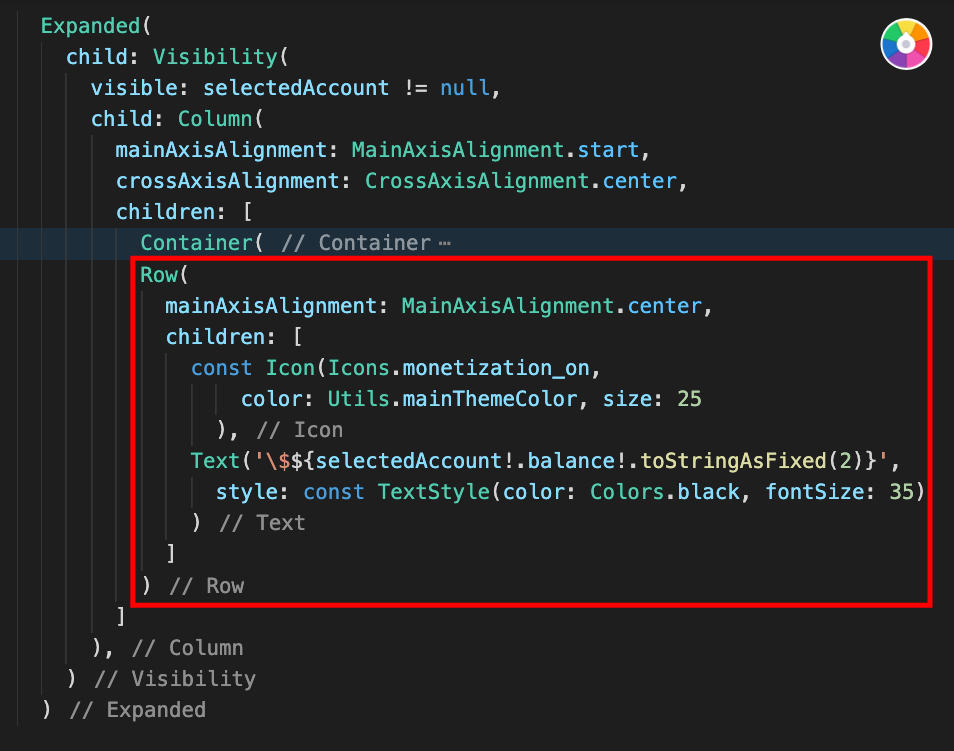 Expanded(
child: Visibility(
visible: selectedAccount != null,
child: Column(
mainAxisAlignment: MainAxisAlignment.start,
crossAxisAlignment: CrossAxisAlignment.center,
children: [
Container( // Container ⋯
Row(
mainAxisAlignment: MainAxisAlignment.center,
children: [
const Icon(Icons.monetization_on,
color: Utils.mainThemeColor, size: 25
), // Icon
Text('\$${selectedAccount!.balance!.toStringAsFixed(2)}',
style: const TextStyle(color: Colors.black, fontSize: 35)
) // Text
]
) // Row
]
), // Column
) // Visibility
) // Expanded